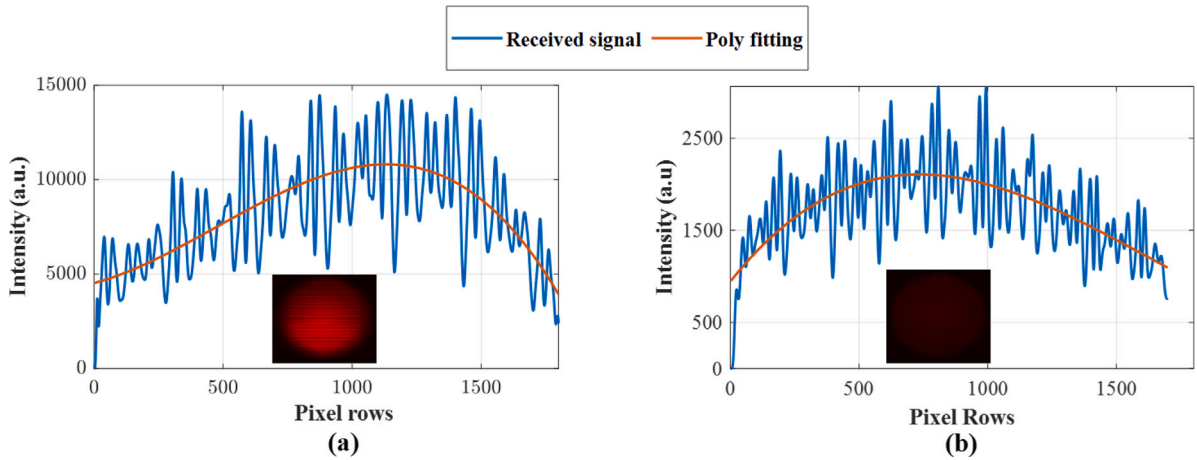 Received signal Poly fitting
15000
10000
5000
0
Intensity (a.u.)
0 500 1000 1500
Pixel rows
(a)
2500
1500
500
0
Intensity (a.u)
0 500 1000 1500
Pixel Rows
(b)